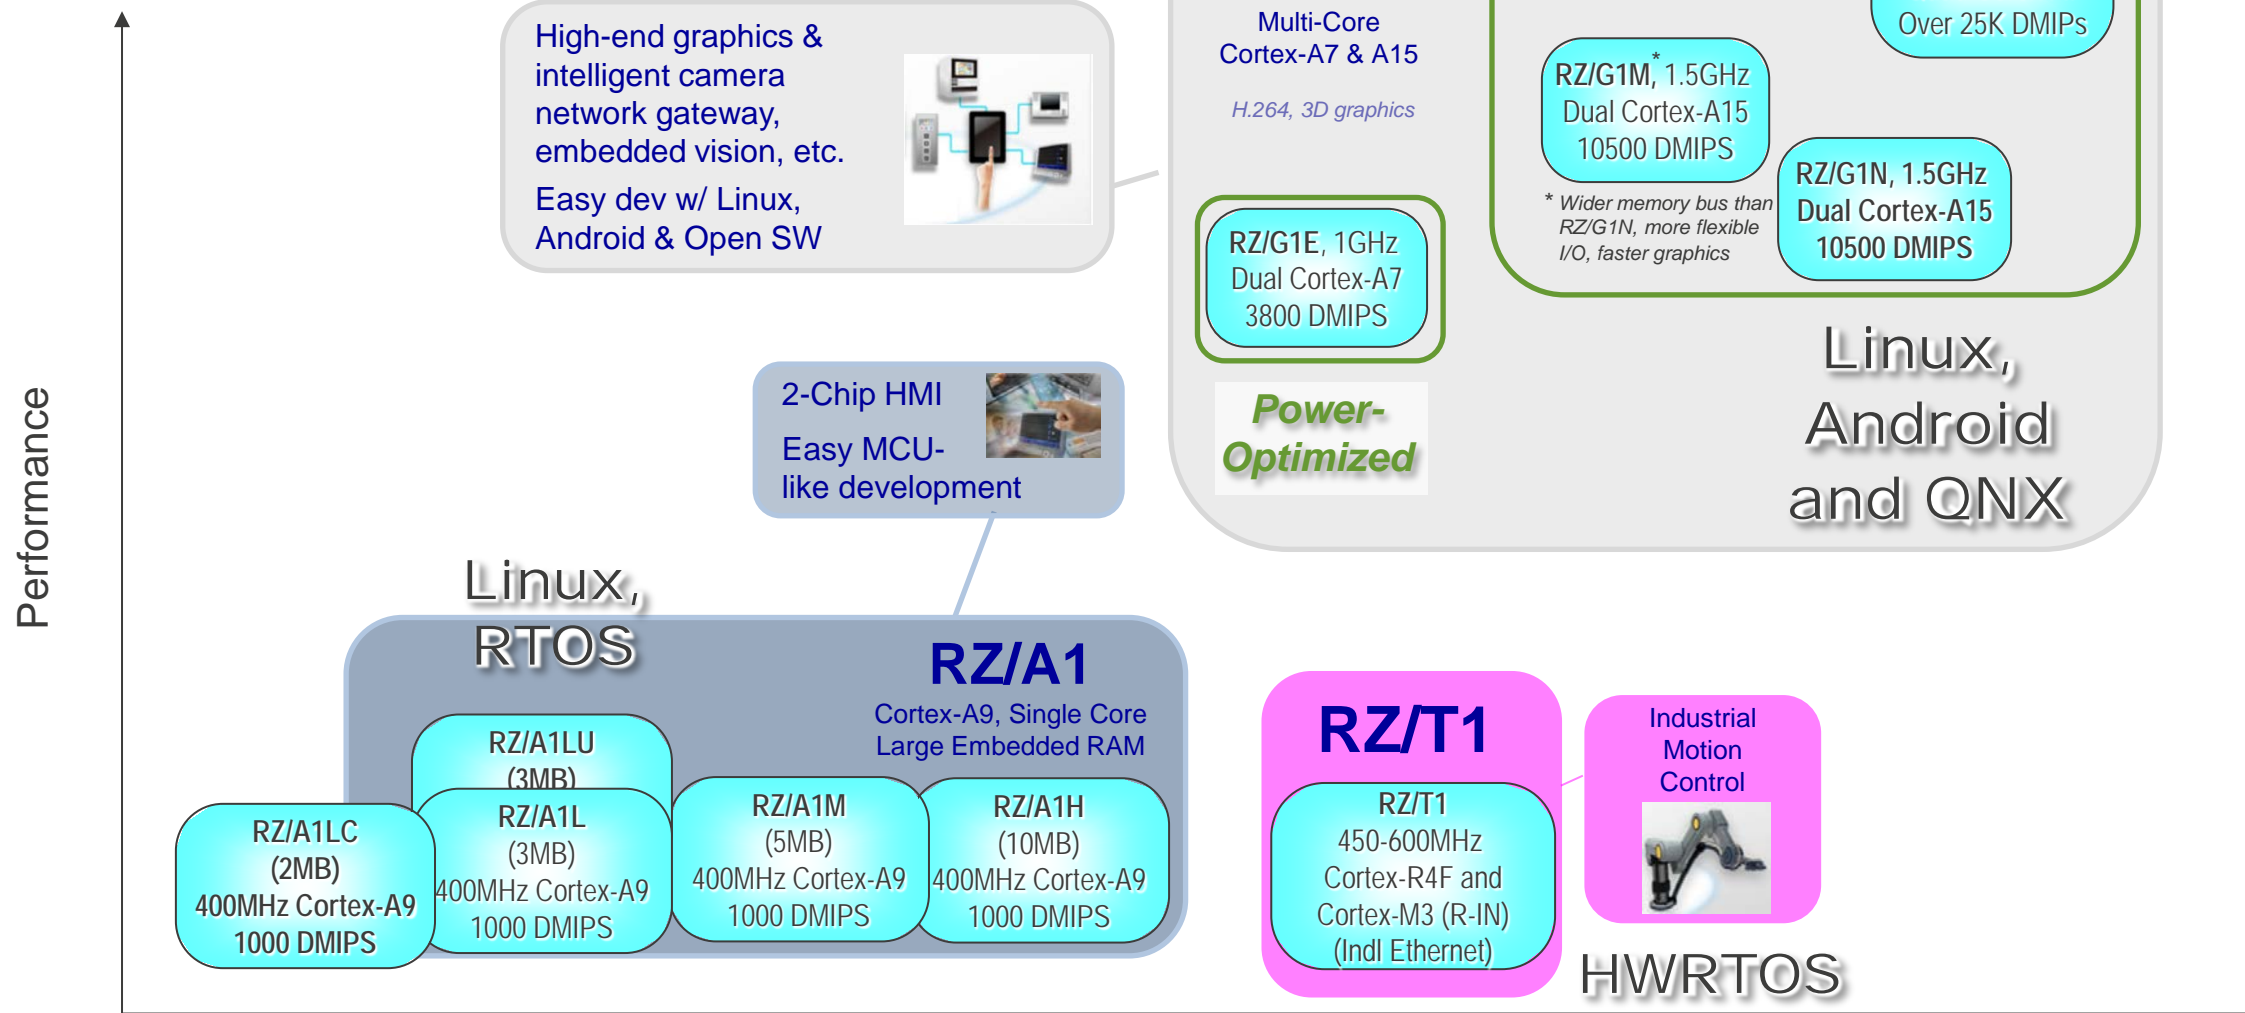 High-end graphics &
intelligent camera
network gateway,
embedded vision, etc.
Easy dev w/ Linux,
Android & Open SW
Multi-Core
Cortex-A7 & A15
H.264, 3D graphics
Over 25K DMIPs
RZ/G1M,* 1.5GHz
Dual Cortex-A15
10500 DMIPS
* Wider memory bus than
RZ/G1N, more flexible
I/O, faster graphics
RZ/G1N, 1.5GHz
Dual Cortex-A15
10500 DMIPS
RZ/G1E, 1GHz
Dual Cortex-A7
3800 DMIPS
Power-
Optimized
Linux,
Android
and QNX
Performance
2-Chip HMI
Easy MCU-
like development
Linux,
RTOS
RZ/A1
Cortex-A9, Single Core
Large Embedded RAM
RZ/A1LU
(3MB)
RZ/A1LC
(2MB)
400MHz Cortex-A9
1000 DMIPS
RZ/A1L
(3MB)
400MHz Cortex-A9
1000 DMIPS
RZ/A1M
(5MB)
400MHz Cortex-A9
1000 DMIPS
RZ/A1H
(10MB)
400MHz Cortex-A9
1000 DMIPS
RZ/T1
RZ/T1
450-600MHz
Cortex-R4F and
Cortex-M3 (R-IN)
(Indl Ethernet)
Industrial
Motion
Control
HWRTOS